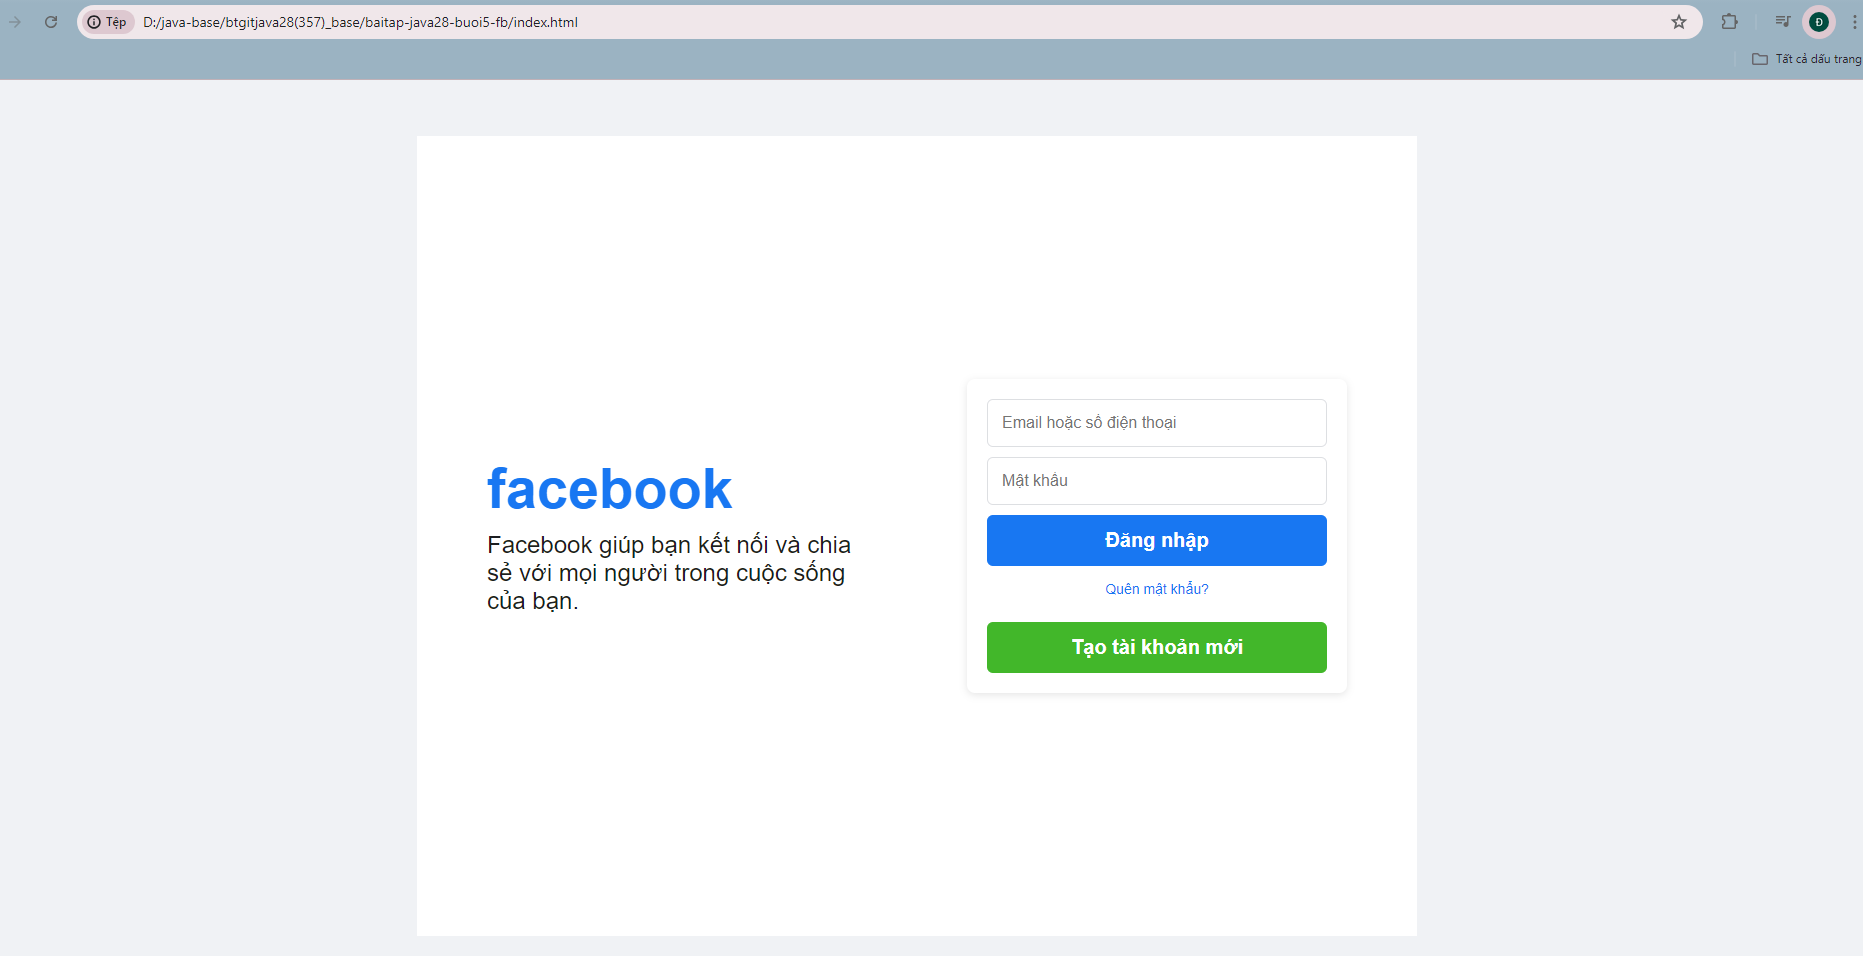 Tệp
D:/java-base/btgitjava28(357)_base/baitap-java28-buoi5-fb/index.html
Đ
Tất cả dấu trang
facebook
Facebook giúp bạn kết nối và chia
sẻ với mọi người trong cuộc sống
của bạn.
Email hoặc số điện thoại
Mật khẩu
Đăng nhập
Quên mật khẩu?
Tạo tài khoản mới